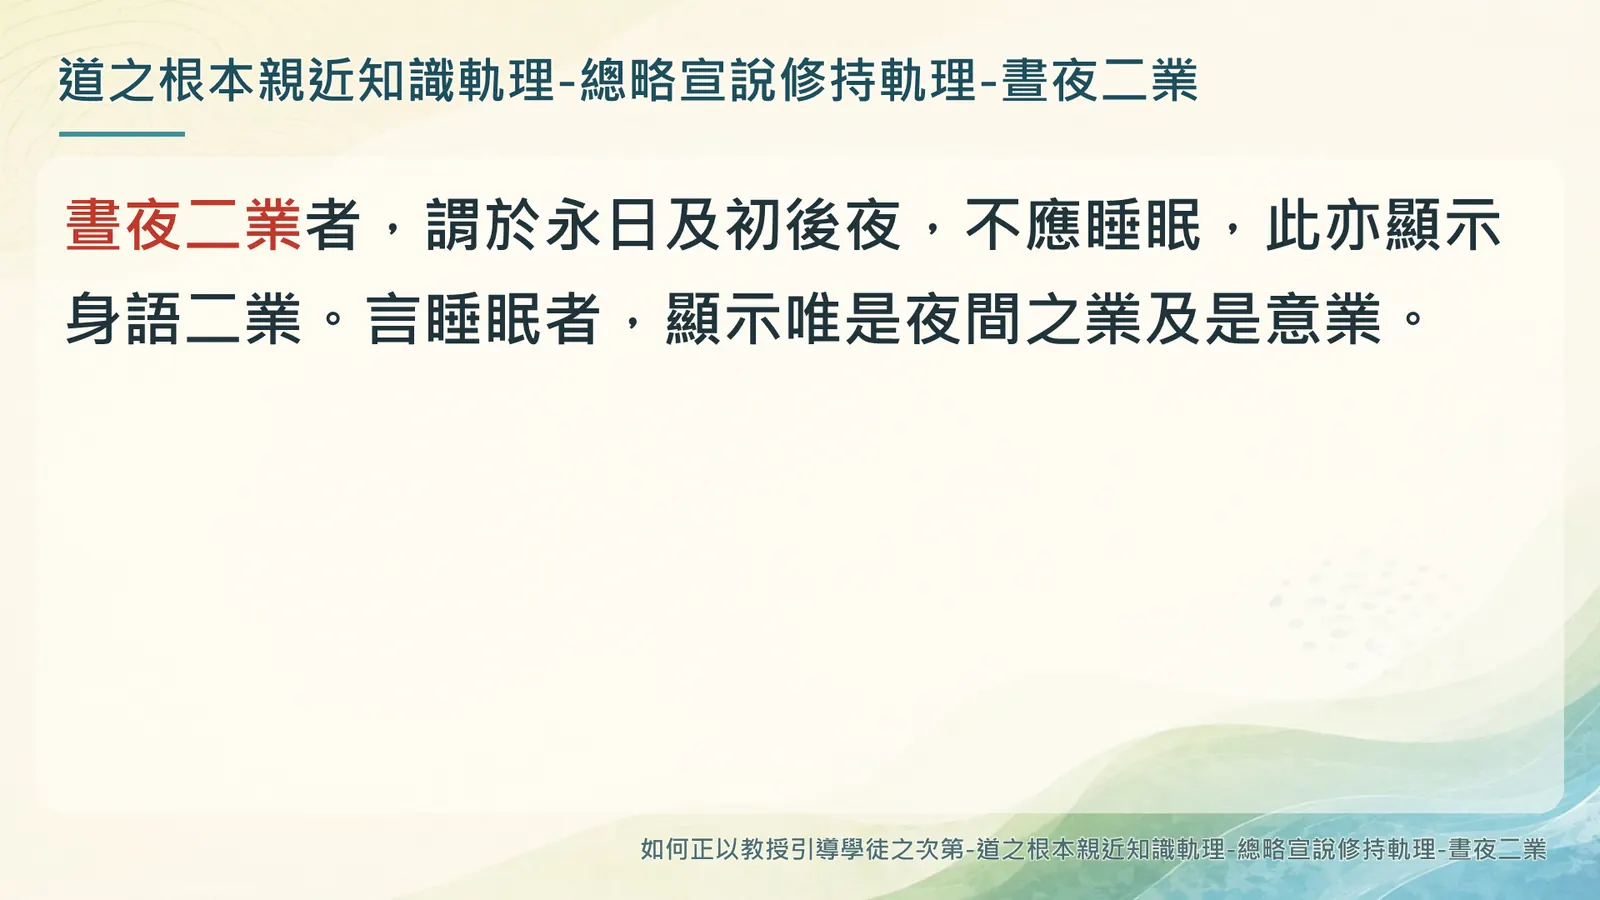 道之根本親近知識軌理-總略宣說修持軌理-晝夜二業
晝夜二業者，謂於永日及初後夜，不應睡眠，此亦顯示
身語二業。言睡眠者，顯示唯是夜間之業及是意業。
如何正以教授引導學徒之次第-道之根本親近知識軌理-總略宣說修持軌理-晝夜二業